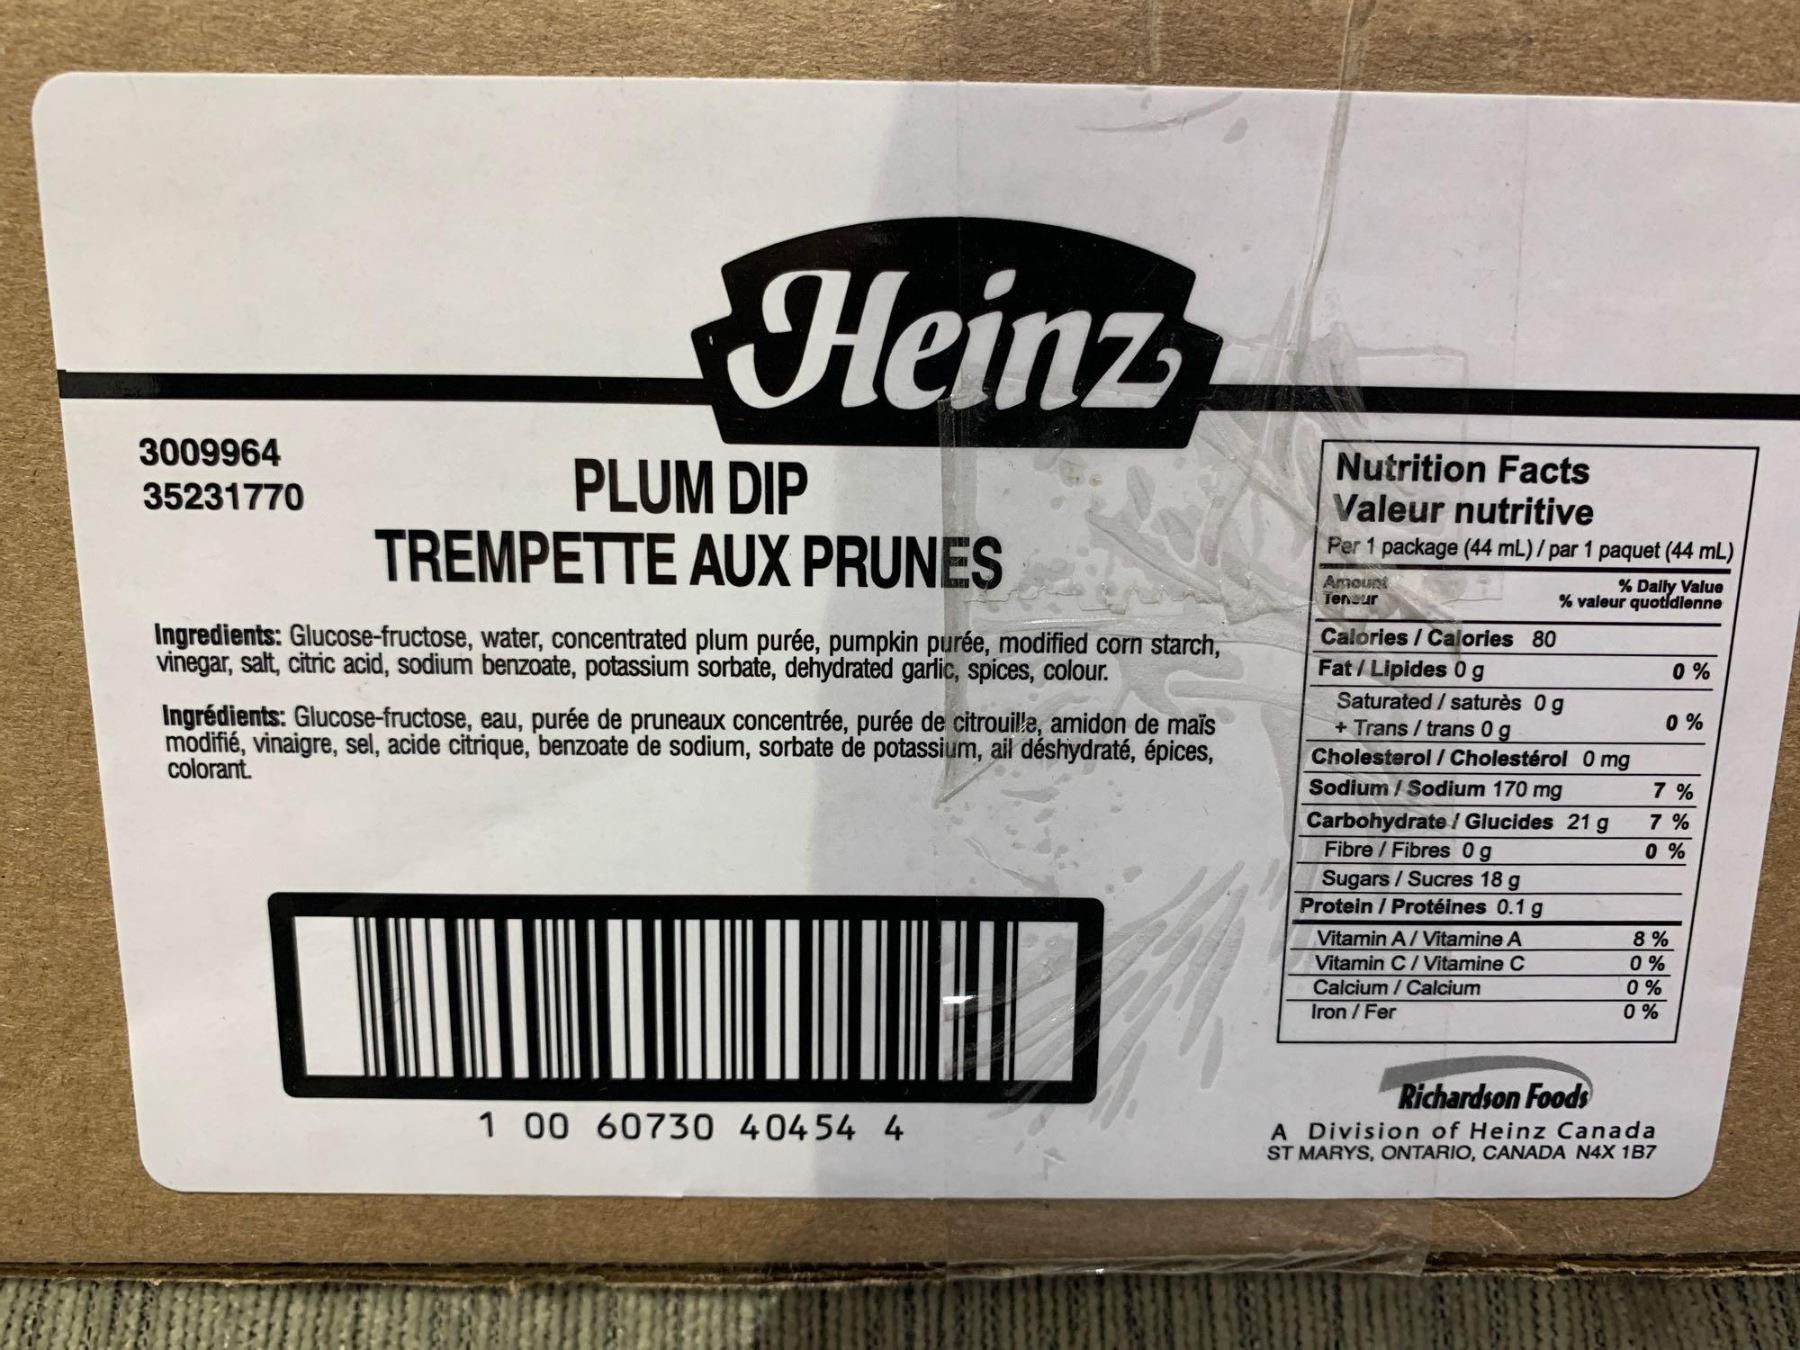 Heinz
3009964
35231770
PLUM DIP
TREMPETTE AUX PRUNES
Ingredients: Glucose-fructose, water, concentrated plum purée, pumpkin purée, modified corn starch,
vinegar, salt, citric acid, sodium benzoate, potassium sorbate, dehydrated garlic, spices, colour.
Ingrédients: Glucose-fructose, eau, purée de pruneaux concentrée, purée de citrouille, amidon de maïs
modifié, vinaigre, sel, acide citrique, benzoate de sodium, sorbate de potassium, ail déshydraté, épices,
colorant.
1 00 60730 40454 4
Nutrition Facts
Valeur nutritive
Per 1 package (44 mL) / par 1 paquet (44 mL)
Amount % Daily Value
Teneur % valeur quotidienne
Calories / Calories 80
Fat / Lipides 0 g 0 %
Saturated / saturès 0 g
+ Trans / trans 0 g 0 %
Cholesterol / Cholestérol 0 mg
Sodium / Sodium 170 mg 7 %
Carbohydrate / Glucides 21 g 7 %
Fibre / Fibres 0 g 0 %
Sugars / Sucres 18 g
Protein / Protéines 0.1 g
Vitamin A / Vitamine A 8 %
Vitamin C / Vitamine C 0 %
Calcium / Calcium 0 %
Iron / Fer 0 %
Richardson Foods
A Division of Heinz Canada
ST MARYS, ONTARIO, CANADA N4X 1B7